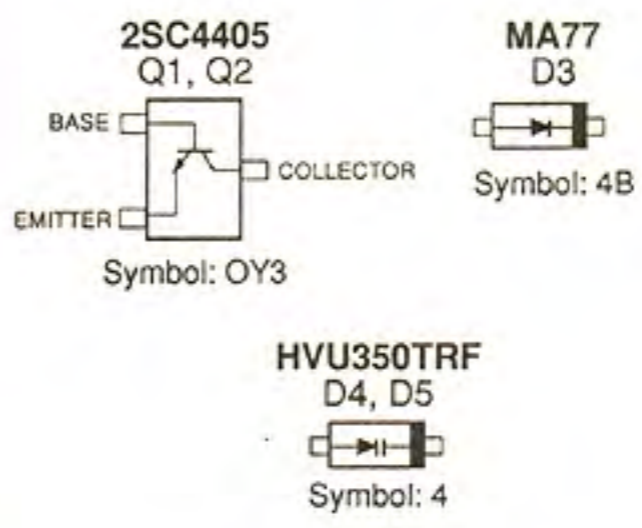 2SC4405
Q1, Q2
BASE
COLLECTOR
EMITTER
Symbol: OY3
MA77
D3
Symbol: 4B
HVU350TRF
D4, D5
Symbol: 4